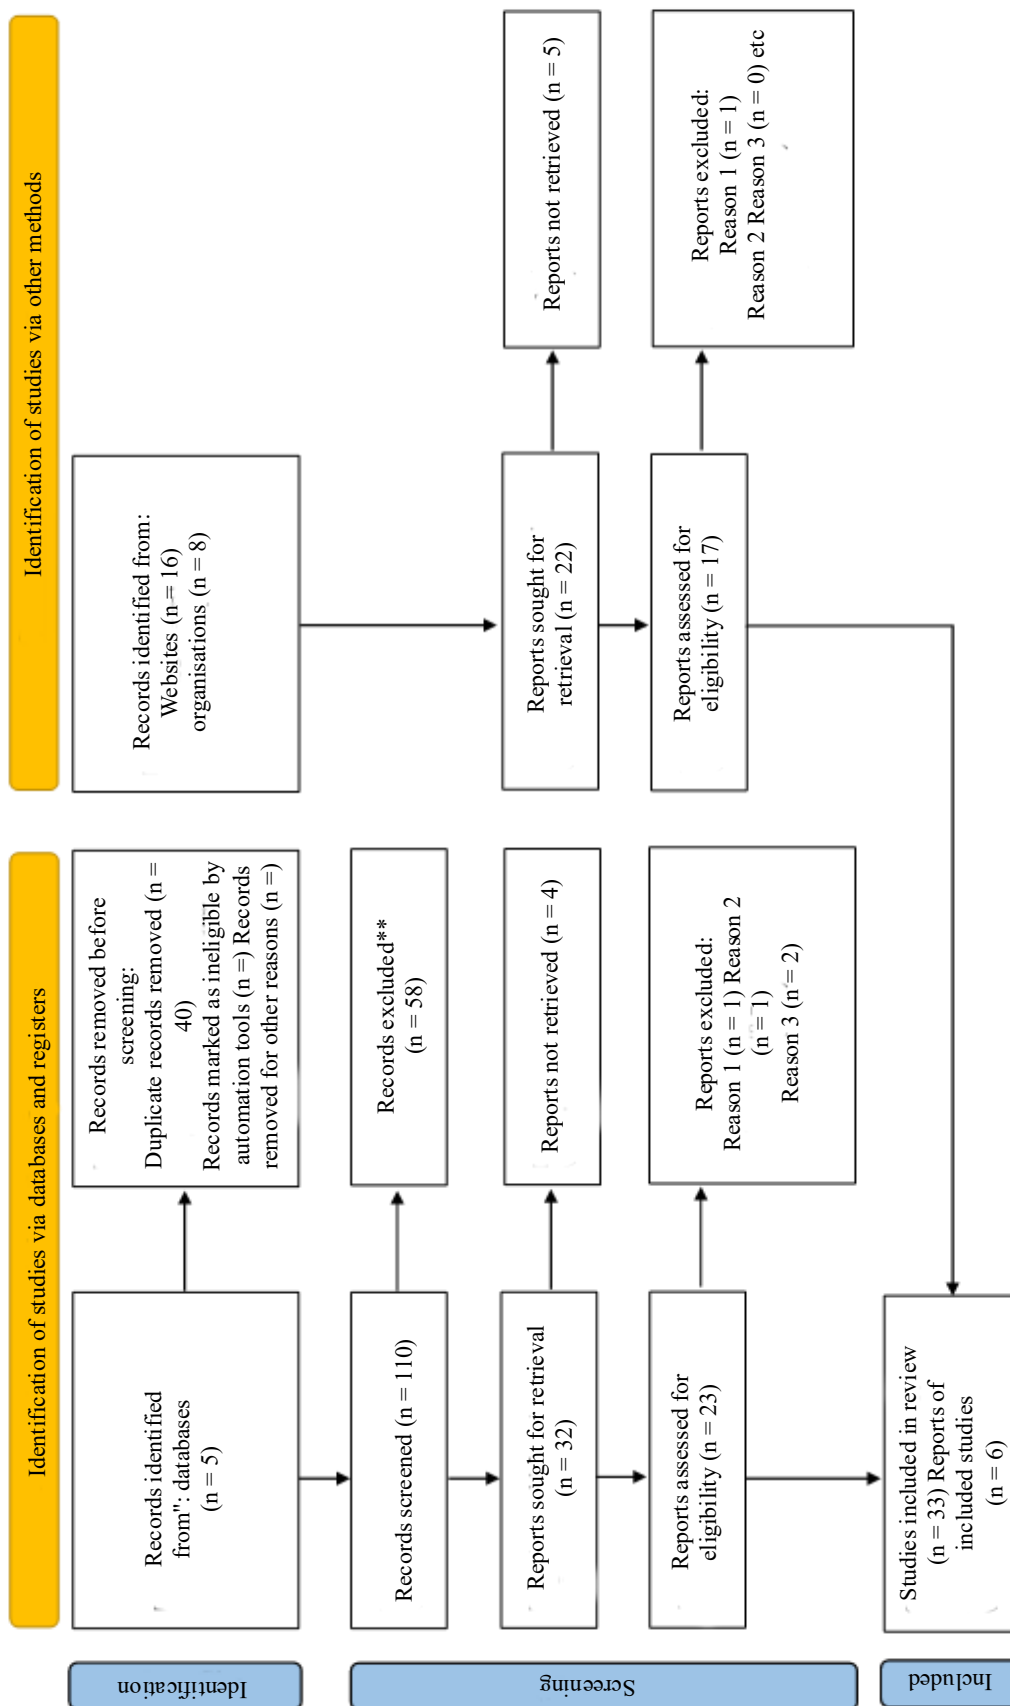 Identification of studies via databases and registers
Identification of studies via other methods
Identification
Records identified
from": databases
(n = 5)
Records removed before
screening:
Duplicate records removed (n =
40)
Records marked as ineligible by
automation tools (n =) Records
removed for other reasons (n =)
Records identified from:
Websites (n = 16)
organisations (n = 8)
Screening
Records screened (n = 110)
Records excluded**
(n = 58)
Reports sought for retrieval
(n = 32)
Reports not retrieved (n = 4)
Reports sought for
retrieval (n = 22)
Reports not retrieved (n = 5)
Reports assessed for
eligibility (n = 23)
Reports excluded:
Reason 1 (n = 1) Reason 2
(n = 1)
Reason 3 (n = 2)
Reports assessed for
eligibility (n = 17)
Reports excluded:
Reason 1 (n = 1)
Reason 2 Reason 3 (n = 0) etc
Included
Studies included in review
(n = 33) Reports of
included studies
(n = 6)